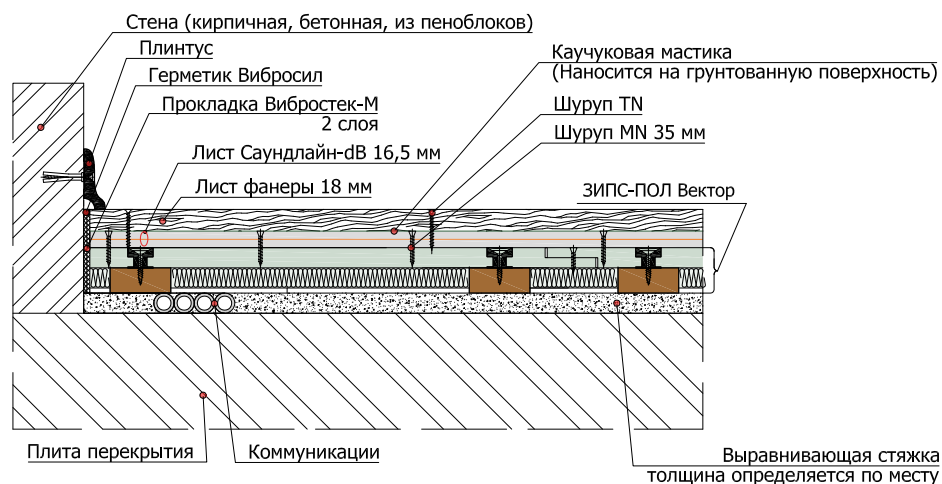 Стена (кирпичная, бетонная, из пеноблоков)
Плинтус
Герметик Вибросил
Прокладка Вибростек-М
2 слоя
Лист Саундлайн-dB 16,5 мм
Лист фанеры 18 мм
Каучуковая мастика
(Наносится на грунтованную поверхность)
Шуруп TN
Шуруп MN 35 мм
ЗИПС-ПОЛ Вектор
Плита перекрытия
Коммуникации
Выравнивающая стяжка
толщина определяется по месту